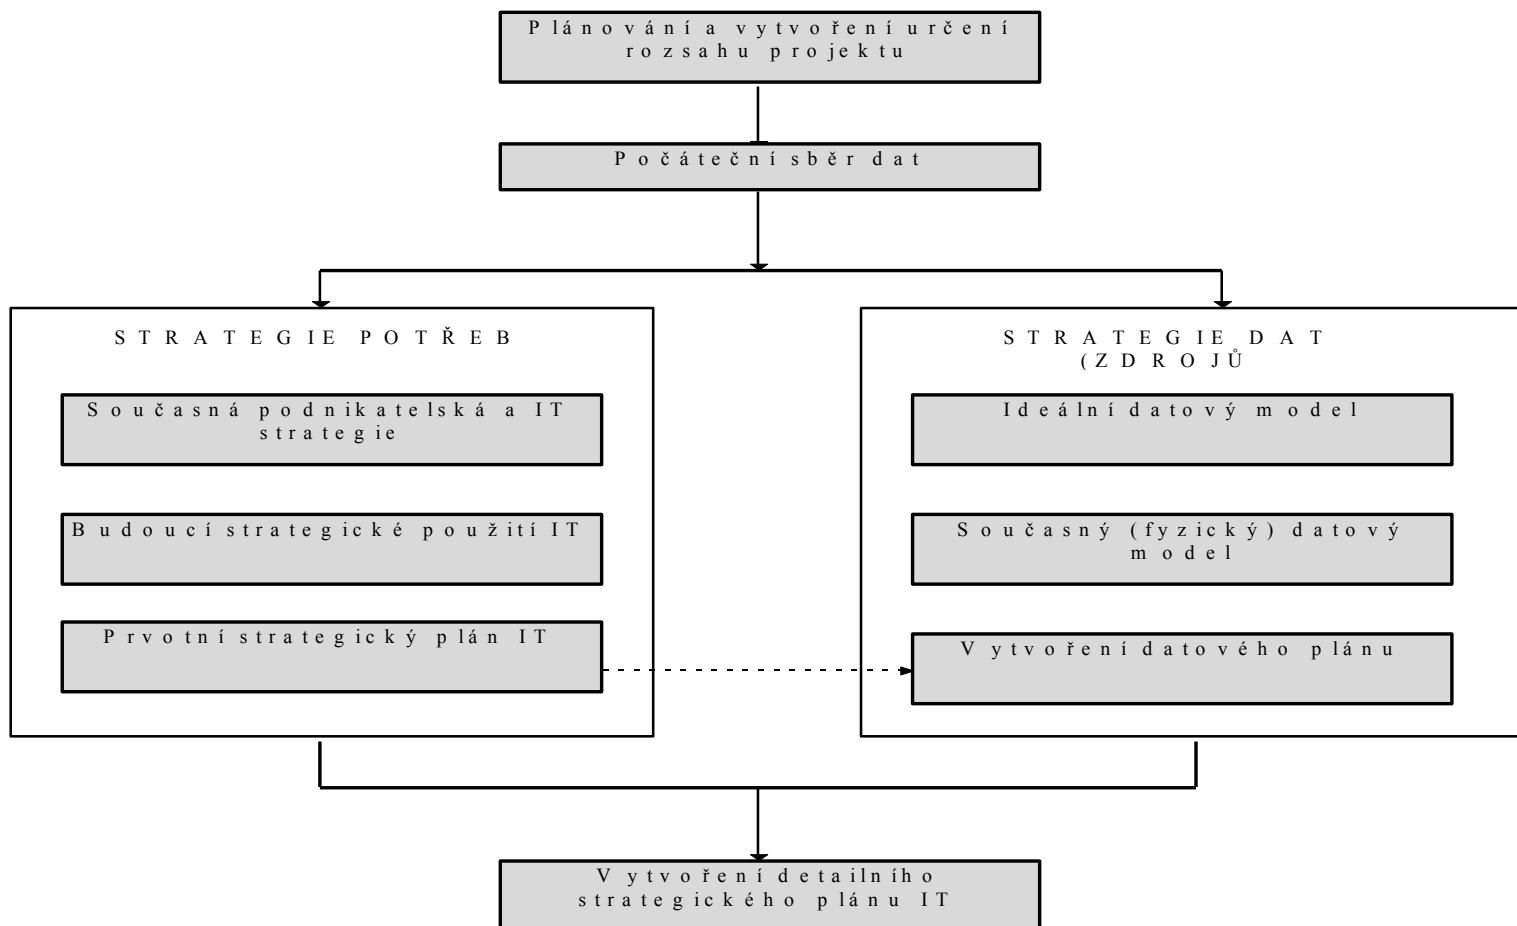 Plánování a vytvoření určení
rozsahu projektu
Počáteční sběr dat
STRATEGIE POTŘEB
Současná podnikatelská a IT
strategie
Budoucí strategické použití IT
Prvotní strategický plán IT
STRATEGIE DAT
(ZDROJŮ
Ideální datový model
Současný (fyzický) datový
model
Vytvoření datového plánu
Vytvoření detailního
strategického plánu IT